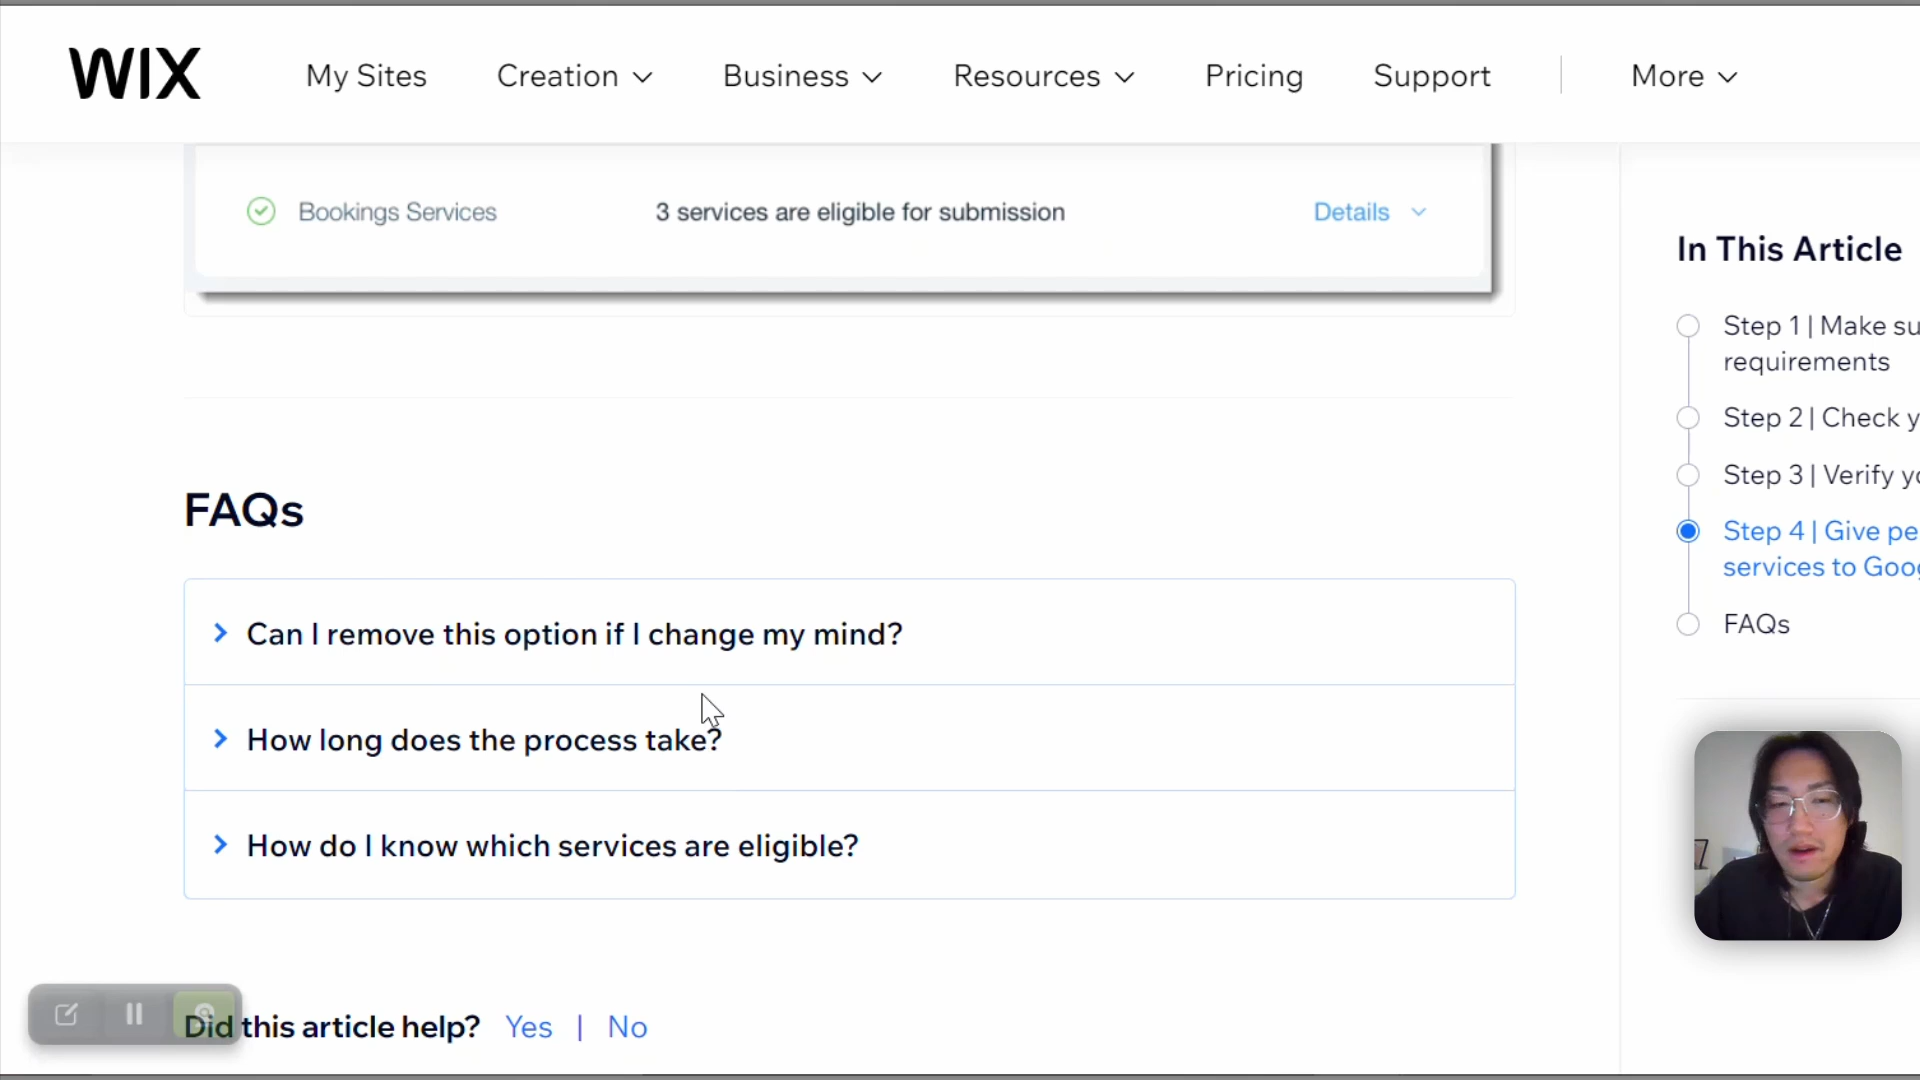 WIX
My Sites
Creation
Business
Resources
Pricing
Support
More
Bookings Services
3 services are eligible for submission
Details
FAQs
Can I remove this option if I change my mind?
How long does the process take?
How do I know which services are eligible?
Did this article help? Yes | No
In This Article
Step 1 | Make su
requirements
Step 2 | Check y
Step 3 | Verify yo
Step 4 | Give pe
services to Goog
FAQs